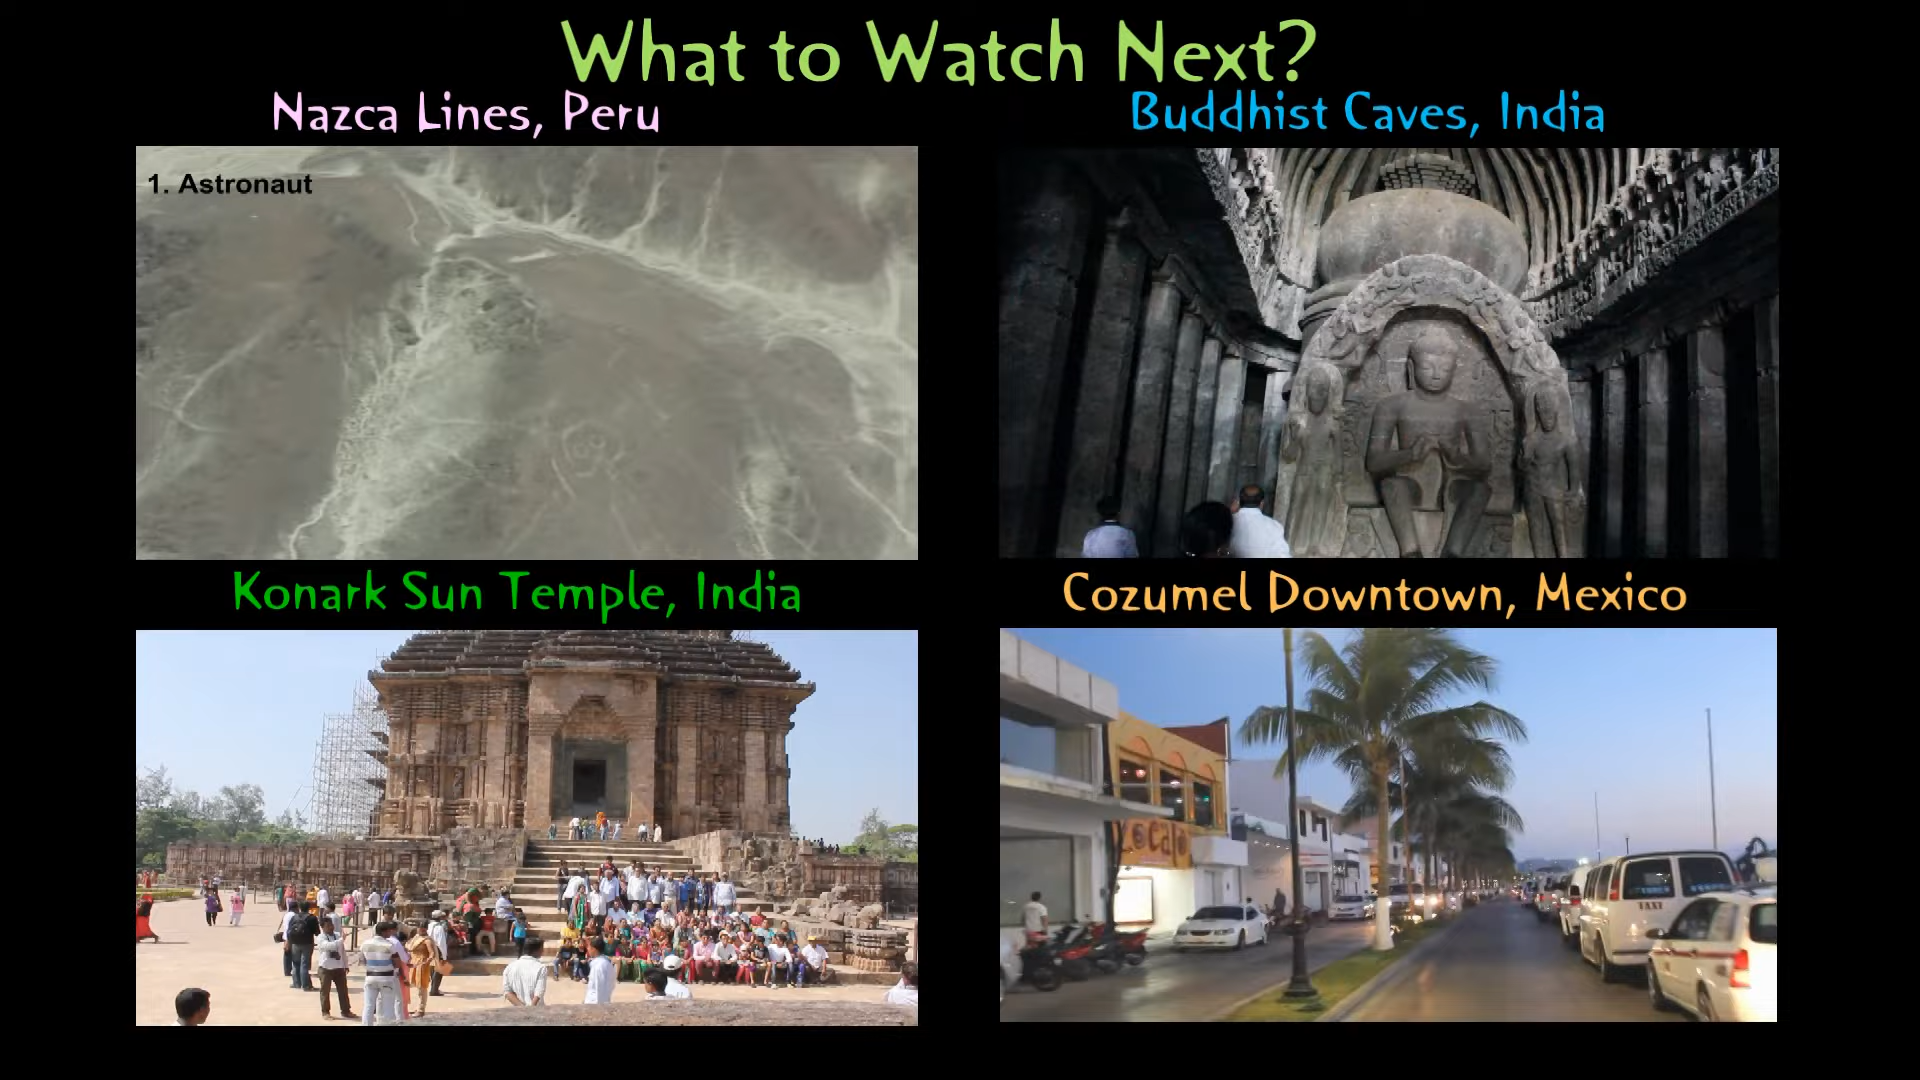 What to Watch Next?
Nazca Lines, Peru
Buddhist Caves, India
1. Astronaut
Konark Sun Temple, India
Cozumel Downtown, Mexico
TAXI